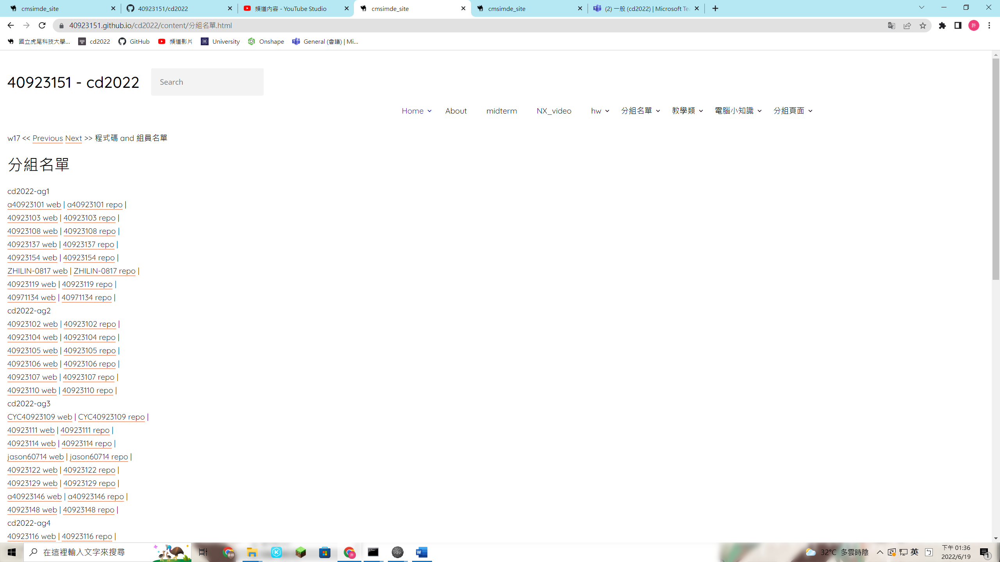 cmsimde_site
40923151/cd2022
頻道內容 - YouTube Studio
cmsimde_site
cmsimde_site
(2) 一般 (cd2022) | Microsoft Te
40923151.github.io/cd2022/content/分組名單.html
許
國立虎尾科技大學...
cd2022
GitHub
頻道影片
University
Onshape
General (會議) | Mi...
40923151 - cd2022
Search
Home
About
midterm
NX_video
hw
分組名單
教學類
電腦小知識
分組頁面
w17 << Previous Next >> 程式碼 and 組員名單
分組名單
cd2022-ag1
a40923101 web | a40923101 repo |
40923103 web | 40923103 repo |
40923108 web | 40923108 repo |
40923137 web | 40923137 repo |
40923154 web | 40923154 repo |
ZHILIN-0817 web | ZHILIN-0817 repo |
40923119 web | 40923119 repo |
40971134 web | 40971134 repo |
cd2022-ag2
40923102 web | 40923102 repo |
40923104 web | 40923104 repo |
40923105 web | 40923105 repo |
40923106 web | 40923106 repo |
40923107 web | 40923107 repo |
40923110 web | 40923110 repo |
cd2022-ag3
CYC40923109 web | CYC40923109 repo |
40923111 web | 40923111 repo |
40923114 web | 40923114 repo |
jason60714 web | jason60714 repo |
40923122 web | 40923122 repo |
40923129 web | 40923129 repo |
a40923146 web | a40923146 repo |
40923148 web | 40923148 repo |
cd2022-ag4
40923116 web | 40923116 repo |
在這裡輸入文字來搜尋
32°C 多雲時陰
英
下午 01:36
2022/6/19
1